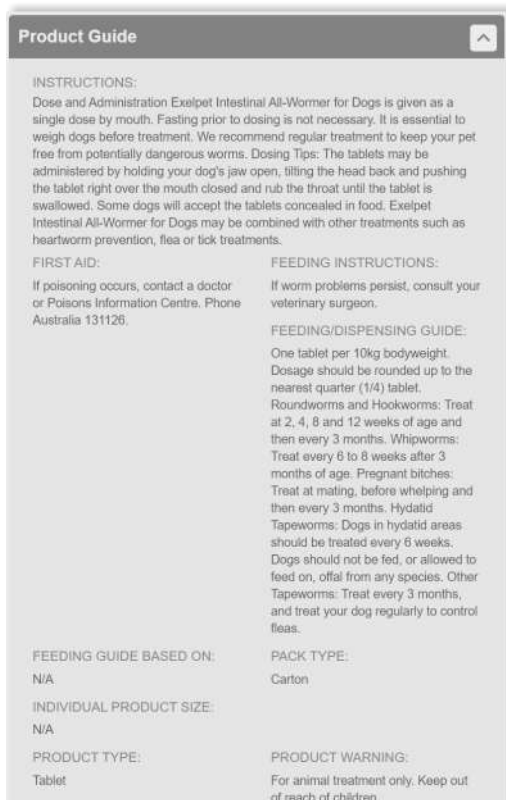 Product Guide
INSTRUCTIONS:
Dose and Administration Exelpet Intestinal All-Wormer for Dogs is given as a
single dose by mouth. Fasting prior to dosing is not necessary. It is essential to
weigh dogs before treatment. We recommend regular treatment to keep your pet
free from potentially dangerous worms. Dosing Tips: The tablets may be
administered by holding your dog's jaw open, tilting the head back and pushing
the tablet right over the mouth closed and rub the throat until the tablet is
swallowed. Some dogs will accept the tablets concealed in food. Exelpet
Intestinal All-Wormer for Dogs may be combined with other treatments such as
heartworm prevention, flea or tick treatments.
FIRST AID:
If poisoning occurs, contact a doctor
or Poisons Information Centre. Phone
Australia 131126.
FEEDING INSTRUCTIONS:
If worm problems persist, consult your
veterinary surgeon.
FEEDING/DISPENSING GUIDE:
One tablet per 10kg bodyweight.
Dosage should be rounded up to the
nearest quarter (1/4) tablet.
Roundworms and Hookworms: Treat
at 2, 4, 8 and 12 weeks of age and
then every 3 months. Whipworms:
Treat every 6 to 8 weeks after 3
months of age. Pregnant bitches:
Treat at mating, before whelping and
then every 3 months. Hydatid
Tapeworms: Dogs in hydatid areas
should be treated every 6 weeks.
Dogs should not be fed, or allowed to
feed on, offal from any species. Other
Tapeworms: Treat every 3 months,
and treat your dog regularly to control
fleas.
FEEDING GUIDE BASED ON:
N/A
PACK TYPE:
Carton
INDIVIDUAL PRODUCT SIZE:
N/A
PRODUCT TYPE:
Tablet
PRODUCT WARNING:
For animal treatment only. Keep out
of reach of children